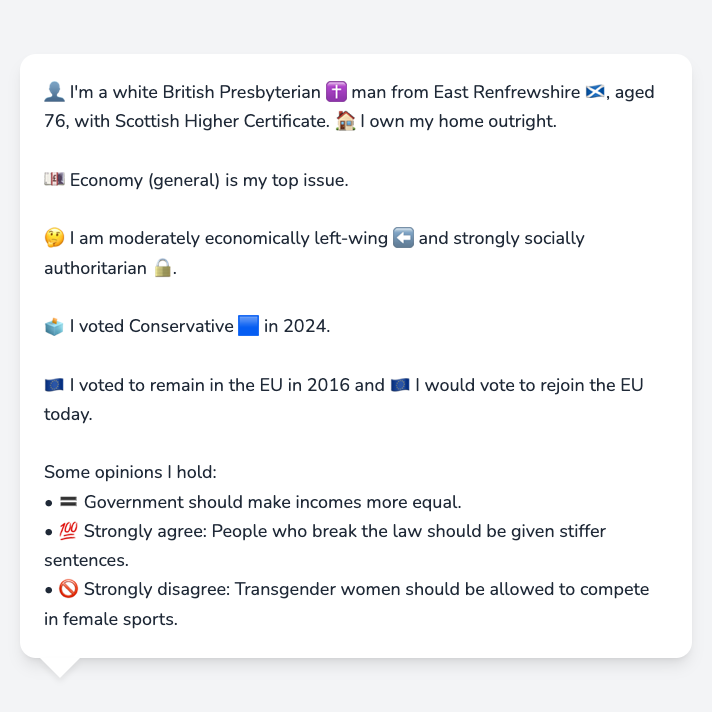 👤 I'm a white British Presbyterian ✝️ man from East Renfrewshire 🏴󠁧󠁢󠁳󠁣󠁴󠁿, aged
76, with Scottish Higher Certificate. 🏠 I own my home outright.
💷 Economy (general) is my top issue.
🤔 I am moderately economically left-wing ⬅️ and strongly socially
authoritarian 🔒.
🗳️ I voted Conservative 🟦 in 2024.
🇪🇺 I voted to remain in the EU in 2016 and 🇪🇺 I would vote to rejoin the EU
today.
Some opinions I hold:
• 🟰 Government should make incomes more equal.
• 💯 Strongly agree: People who break the law should be given stiffer
sentences.
• 🚫 Strongly disagree: Transgender women should be allowed to compete
in female sports.